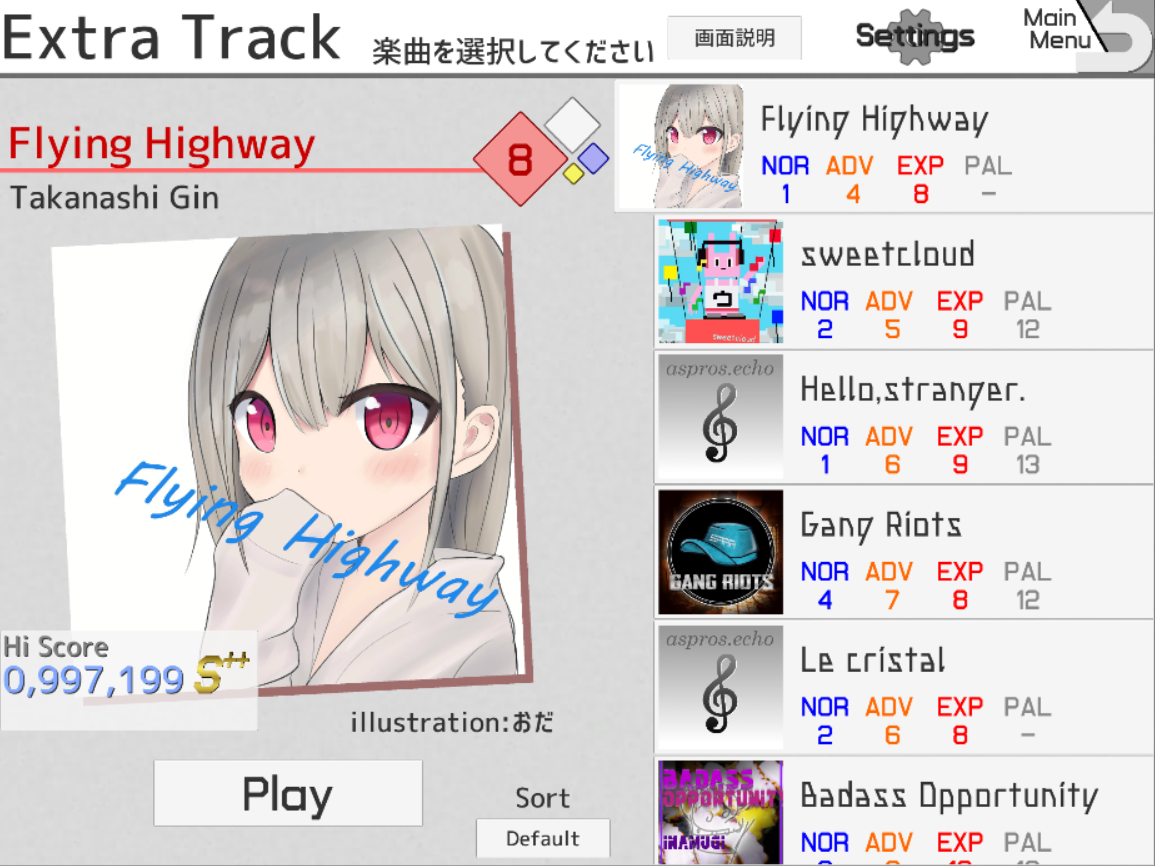 Extra Track
楽曲を選択してください
画面説明
Settings
Main
Menu
Flying Highway
8
Takanashi Gin
Flying Highway
Hi Score
0,997,199 S++
illustration:おだ
Play
Sort
Default
Flying Highway
Flying Highway
NOR ADV EXP PAL
1 4 8 –
sweetcloud
ウ
sweetcloud
NOR ADV EXP PAL
2 5 9 12
aspros.echo
Hello,stranger.
NOR ADV EXP PAL
1 6 9 13
GANG RIOTS
Gang Riots
NOR ADV EXP PAL
4 7 8 12
aspros.echo
Le cristal
NOR ADV EXP PAL
2 6 8 –
BADASS
OPPORTUNITY
iNAMUGi
Badass Opportunity
NOR ADV EXP PAL